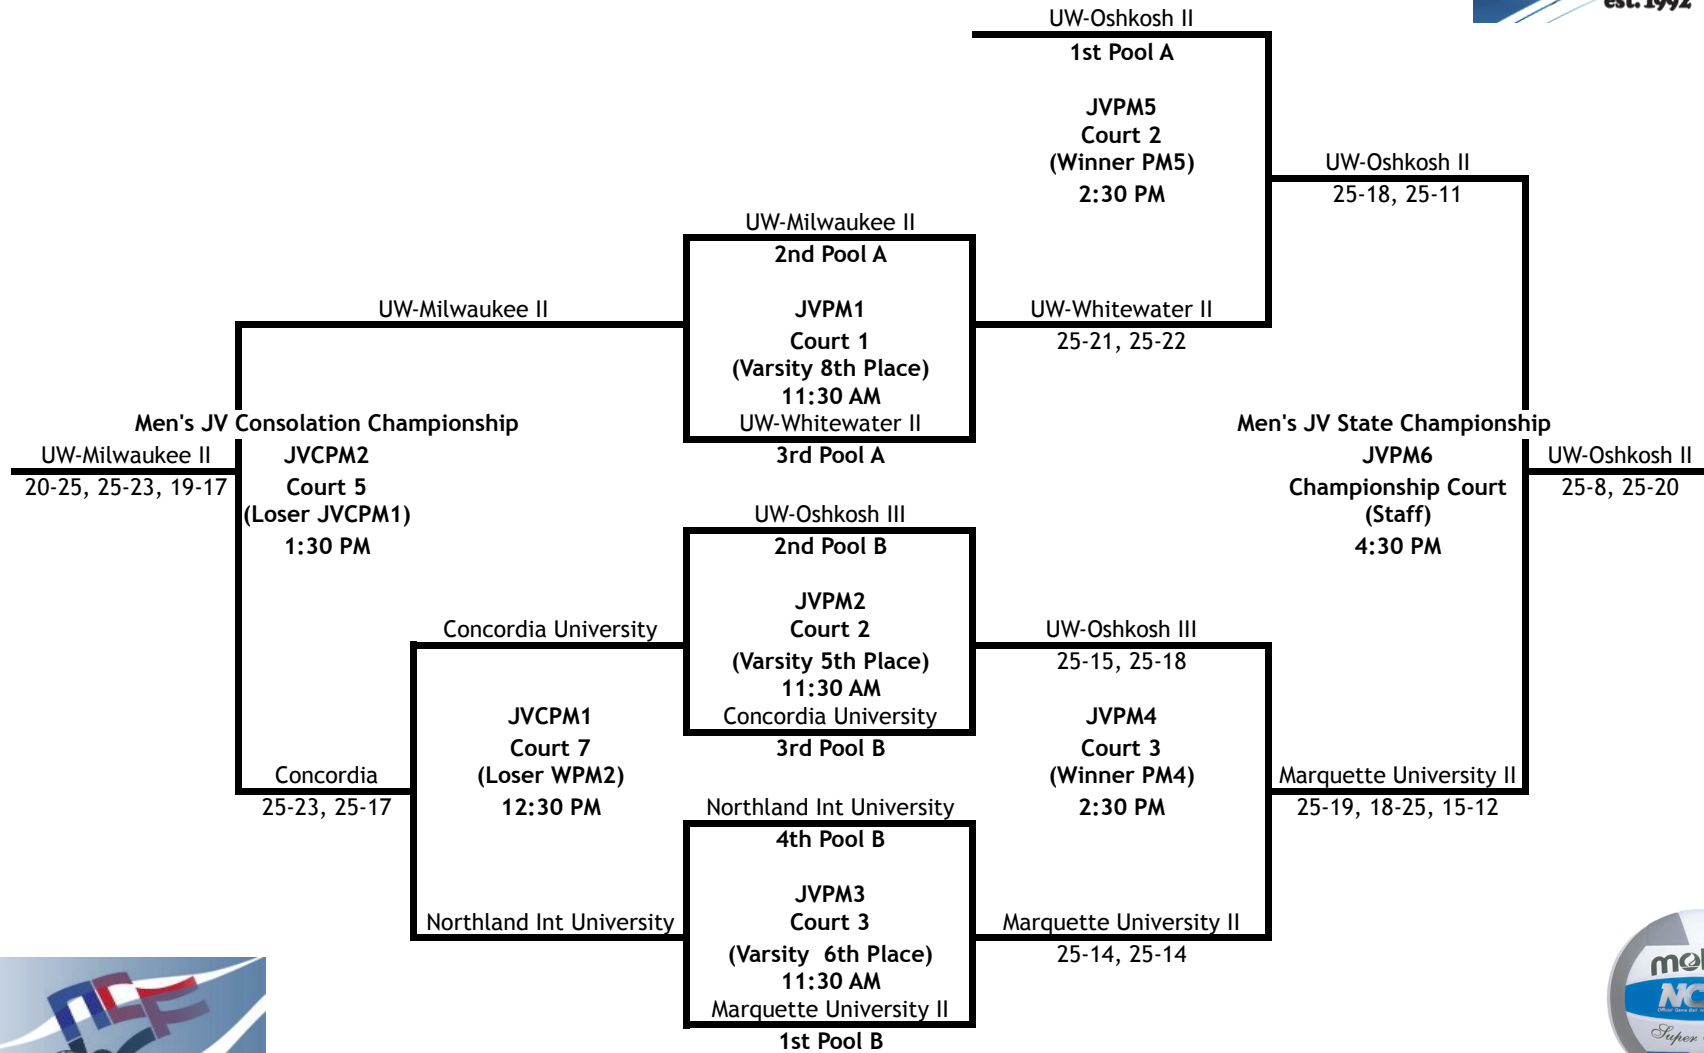 est. 1992
UW-Oshkosh II
1st Pool A
JVPM5
Court 2
(Winner PM5)
2:30 PM
UW-Oshkosh II
25-18, 25-11
UW-Milwaukee II
2nd Pool A
JVPM1
Court 1
(Varsity 8th Place)
11:30 AM
UW-Whitewater II
3rd Pool A
UW-Milwaukee II
UW-Whitewater II
25-21, 25-22
Men's JV Consolation Championship
UW-Milwaukee II
20-25, 25-23, 19-17
JVCPM2
Court 5
(Loser JVCPM1)
1:30 PM
Men's JV State Championship
JVPM6
Championship Court
(Staff)
4:30 PM
UW-Oshkosh II
25-8, 25-20
UW-Oshkosh III
2nd Pool B
JVPM2
Court 2
(Varsity 5th Place)
11:30 AM
Concordia University
3rd Pool B
Concordia University
UW-Oshkosh III
25-15, 25-18
JVCPM1
Court 7
(Loser WPM2)
12:30 PM
JVPM4
Court 3
(Winner PM4)
2:30 PM
Concordia
25-23, 25-17
Marquette University II
25-19, 18-25, 15-12
Northland Int University
4th Pool B
JVPM3
Court 3
(Varsity 6th Place)
11:30 AM
Marquette University II
1st Pool B
Northland Int University
Marquette University II
25-14, 25-14
ncf
Super